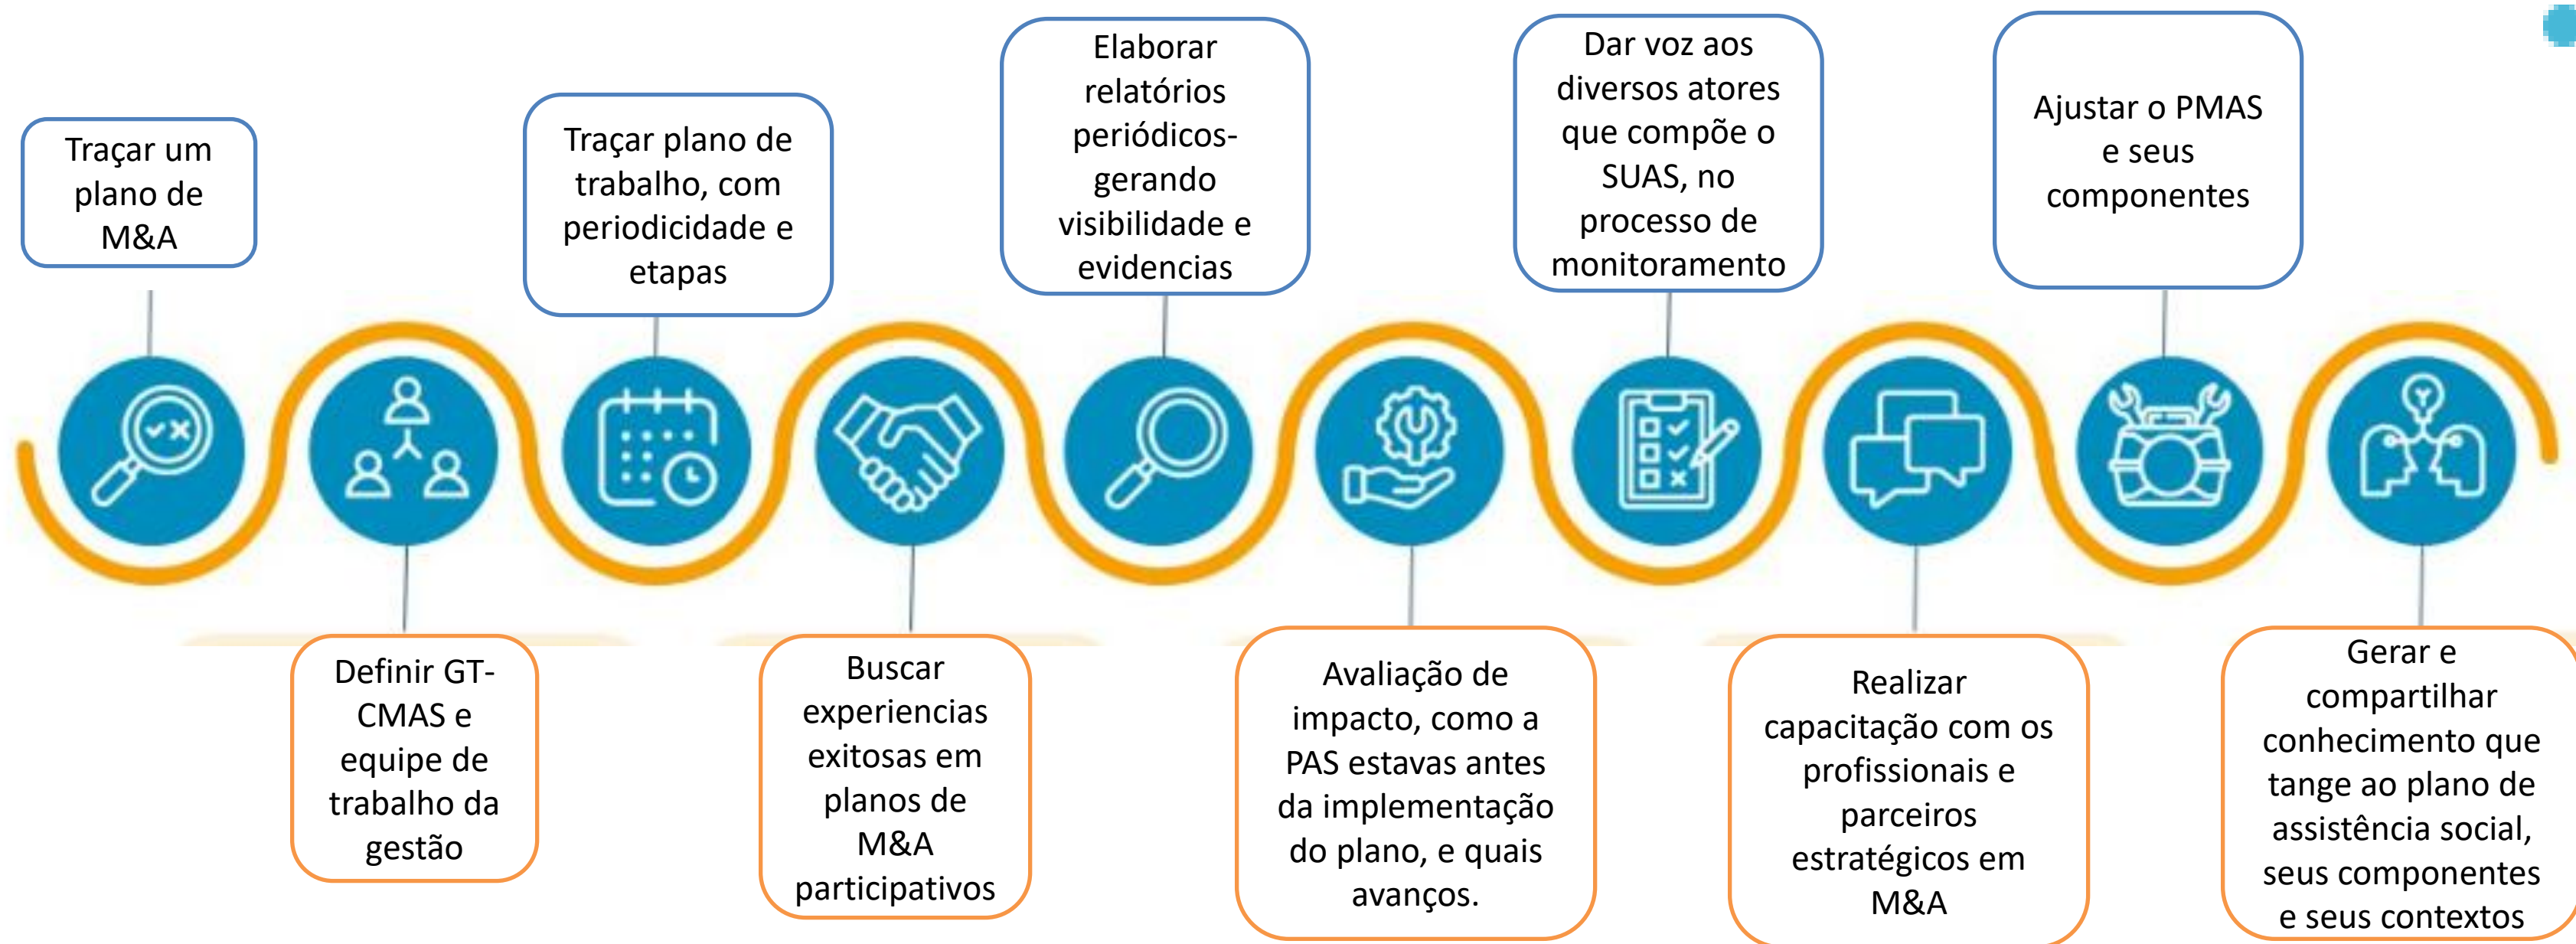 Traçar um
plano de
M&A
Definir GT-
CMAS e
equipe de
trabalho da
gestão
Traçar plano de
trabalho, com
periodicidade e
etapas
Buscar
experiencias
exitosas em
planos de
M&A
participativos
Elaborar
relatórios
periódicos-
gerando
visibilidade e
evidencias
Avaliação de
impacto, como a
PAS estavas antes
da implementação
do plano, e quais
avanços.
Dar voz aos
diversos atores
que compõe o
SUAS, no
processo de
monitoramento
Realizar
capacitação com os
profissionais e
parceiros
estratégicos em
M&A
Ajustar o PMAS
e seus
componentes
Gerar e
compartilhar
conhecimento que
tange ao plano de
assistência social,
seus componentes
e seus contextos